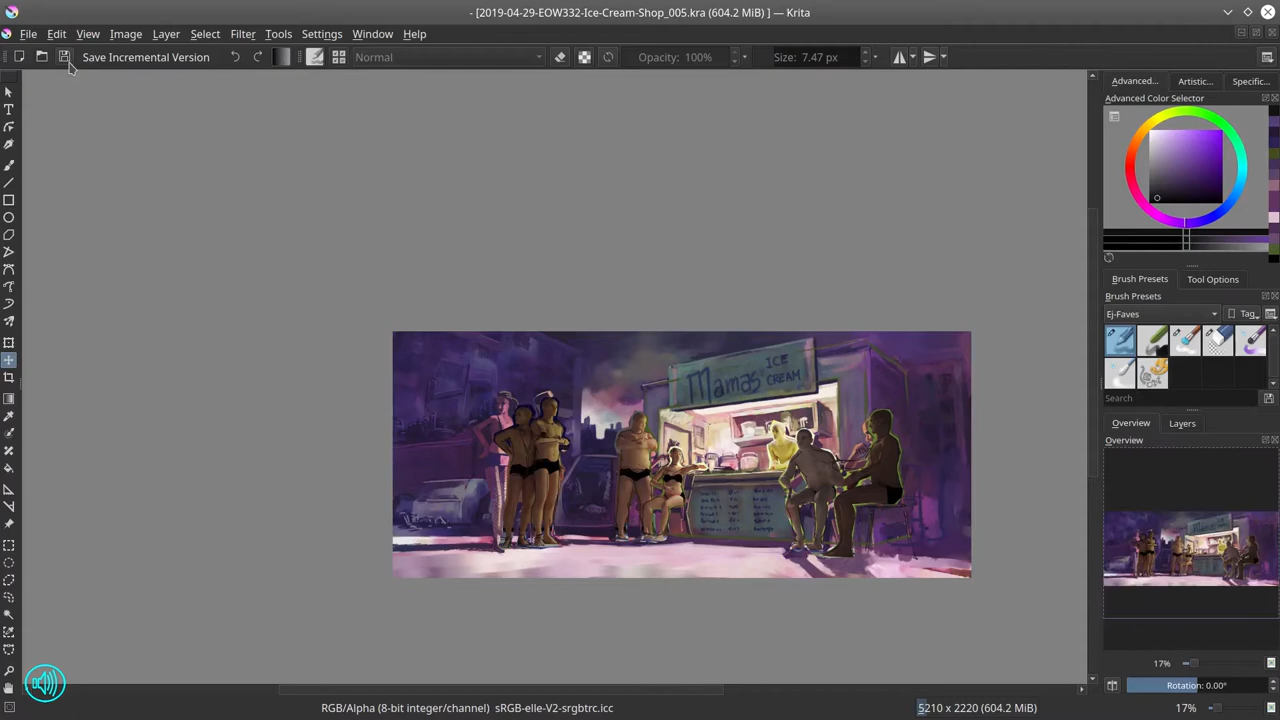 - [2019-04-29-EOW332-Ice-Cream-Shop_005.kra (604.2 MiB) ] — Krita
File Edit View Image Layer Select Filter Tools Settings Window Help
Save Incremental Version Normal Opacity: 100% Size: 7.47 px
Advanced... Artistic... Specific...
Advanced Color Selector
Brush Presets Tool Options
Brush Presets
Ej-Faves Tag
Search
Overview Layers
Overview
Mamas ICE
CREAM
17%
Rotation: 0.00°
RGB/Alpha (8-bit integer/channel) sRGB-elle-V2-srgbtrc.icc 5210 x 2220 (604.2 MiB) 17%